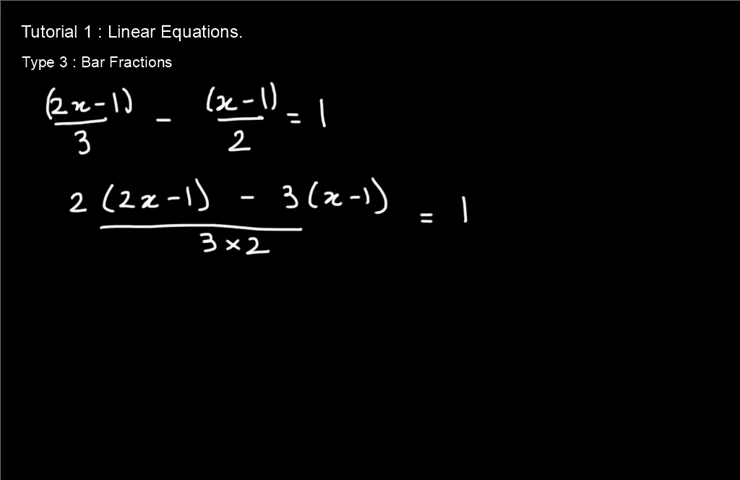 Tutorial 1 : Linear Equations.
Type 3 : Bar Fractions
(2x-1)/3 - (x-1)/2 = 1
2(2x-1) - 3(x-1) / 3×2 = 1